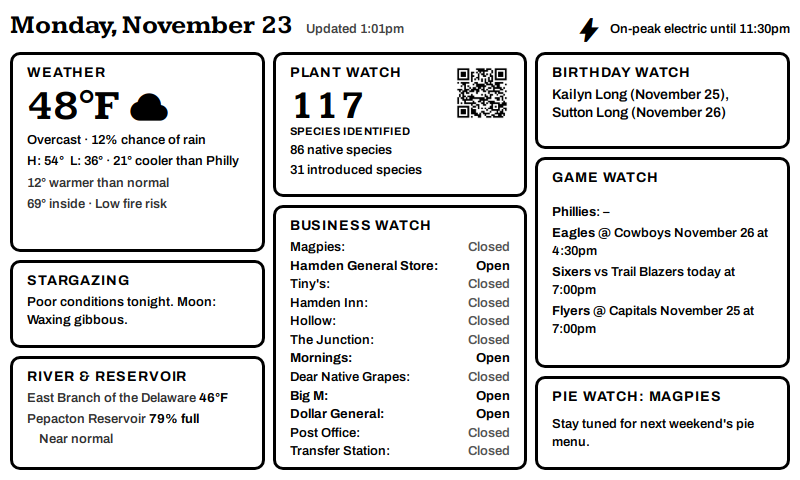 Monday, November 23 Updated 1:01pm
On-peak electric until 11:30pm
WEATHER
48°F
Overcast · 12% chance of rain
H: 54° L: 36° · 21° cooler than Philly
12° warmer than normal
69° inside · Low fire risk
STARGAZING
Poor conditions tonight. Moon:
Waxing gibbous.
RIVER & RESERVOIR
East Branch of the Delaware 46°F
Pepacton Reservoir 79% full
Near normal
PLANT WATCH
117
SPECIES IDENTIFIED
86 native species
31 introduced species
BUSINESS WATCH
Magpies: Closed
Hamden General Store: Open
Tiny's: Closed
Hamden Inn: Closed
Hollow: Closed
The Junction: Closed
Mornings: Open
Dear Native Grapes: Closed
Big M: Open
Dollar General: Open
Post Office: Closed
Transfer Station: Closed
BIRTHDAY WATCH
Kailyn Long (November 25),
Sutton Long (November 26)
GAME WATCH
Phillies: –
Eagles @ Cowboys November 26 at
4:30pm
Sixers vs Trail Blazers today at
7:00pm
Flyers @ Capitals November 25 at
7:00pm
PIE WATCH: MAGPIES
Stay tuned for next weekend's pie
menu.